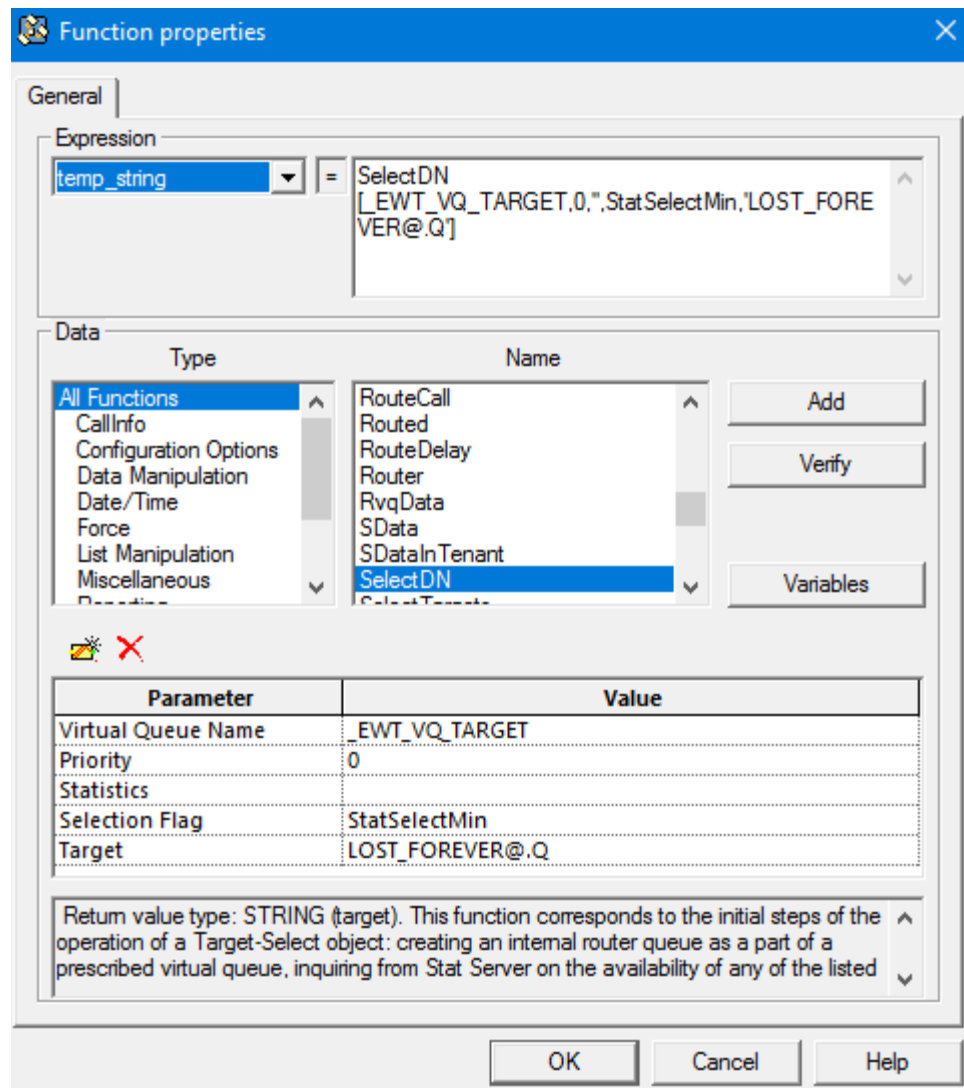 Function properties
General
Expression
temp_string
=
SelectDN
[_EWT_VQ_TARGET,0,'',StatSelectMin,'LOST_FORE
VER@.Q']
Data
Type
Name
All Functions
CallInfo
Configuration Options
Data Manipulation
Date/Time
Force
List Manipulation
Miscellaneous
RouteCall
Routed
RouteDelay
Router
RvqData
SData
SDataInTenant
SelectDN
Add
Verify
Variables
Parameter Value
Virtual Queue Name _EWT_VQ_TARGET
Priority 0
Statistics
Selection Flag StatSelectMin
Target LOST_FOREVER@.Q
Return value type: STRING (target). This function corresponds to the initial steps of the
operation of a Target-Select object: creating an internal router queue as a part of a
prescribed virtual queue, inquiring from Stat Server on the availability of any of the listed
OK
Cancel
Help